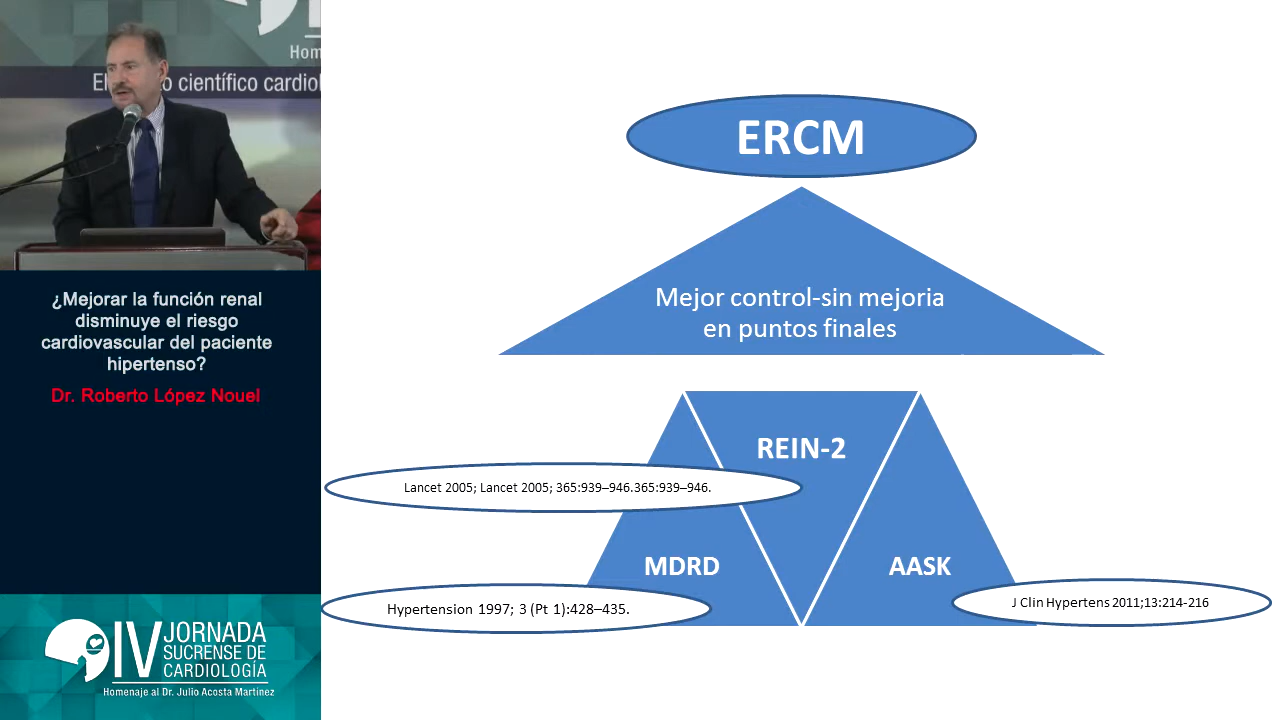 Hom
El
o científico cardiol
¿Mejorar la función renal
disminuye el riesgo
cardiovascular del paciente
hipertenso?
Dr. Roberto López Nouel
IV JORNADA
SUCRENSE DE
CARDIOLOGÍA
Homenaje al Dr. Julio Acosta Martínez
ERCM
Mejor control-sin mejoria
en puntos finales
REIN-2
Lancet 2005; Lancet 2005; 365:939–946.365:939–946.
MDRD
AASK
Hypertension 1997; 3 (Pt 1):428–435.
J Clin Hypertens 2011;13:214-216